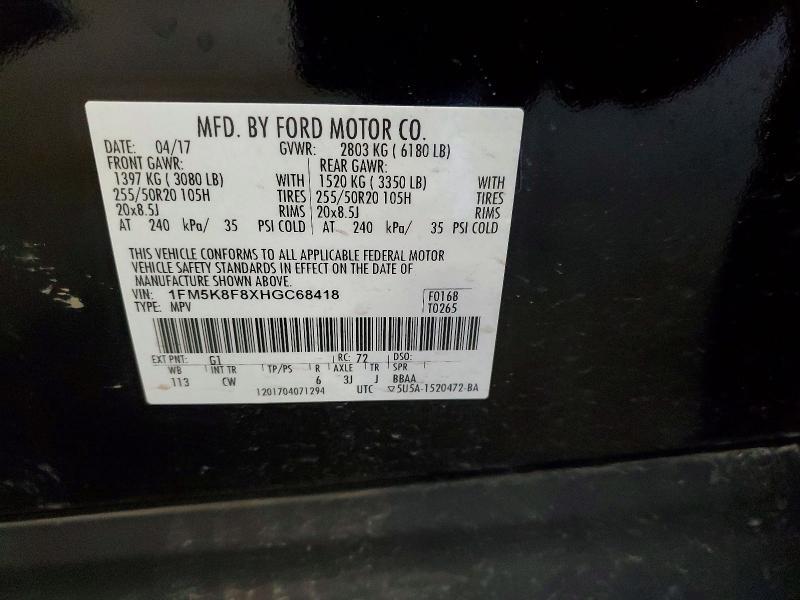 MFD. BY FORD MOTOR CO.
DATE: 04/17 GVWR: 2803 KG ( 6180 LB)
FRONT GAWR: REAR GAWR:
1397 KG ( 3080 LB) WITH 1520 KG ( 3350 LB) WITH
255/50R20 105H TIRES 255/50R20 105H TIRES
20x8.5J RIMS 20x8.5J RIMS
AT 240 kPa/ 35 PSI COLD AT 240 kPa/ 35 PSI COLD
THIS VEHICLE CONFORMS TO ALL APPLICABLE FEDERAL MOTOR
VEHICLE SAFETY STANDARDS IN EFFECT ON THE DATE OF
MANUFACTURE SHOWN ABOVE.
VIN: 1FM5K8F8XHGC68418 F0168
TYPE: MPV T0265
EXT PNT: G1 RC: 72 DSO:
WB INT TR TP/PS R AXLE TR SPR
113 CW 6 3J J BBAA
1201704071294 UTC 5U5A-1520472-BA